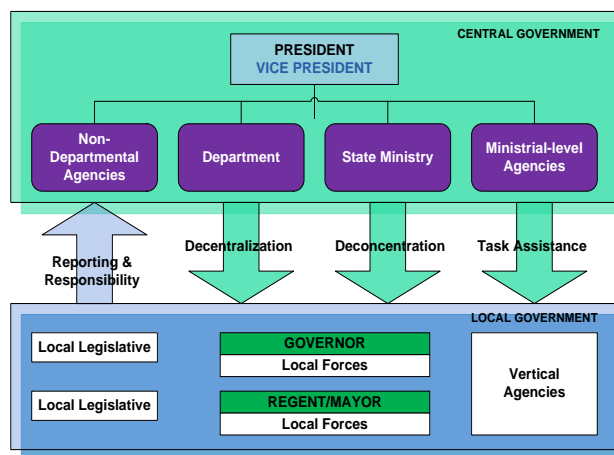 CENTRAL GOVERNMENT
PRESIDENT
VICE PRESIDENT
Non-
Departmental
Agencies
Department
State Ministry
Ministrial-level
Agencies
Reporting &
Responsibility
Decentralization
Deconcentration
Task Assistance
LOCAL GOVERNMENT
Local Legislative
GOVERNOR
Local Forces
Vertical
Agencies
Local Legislative
REGENT/MAYOR
Local Forces